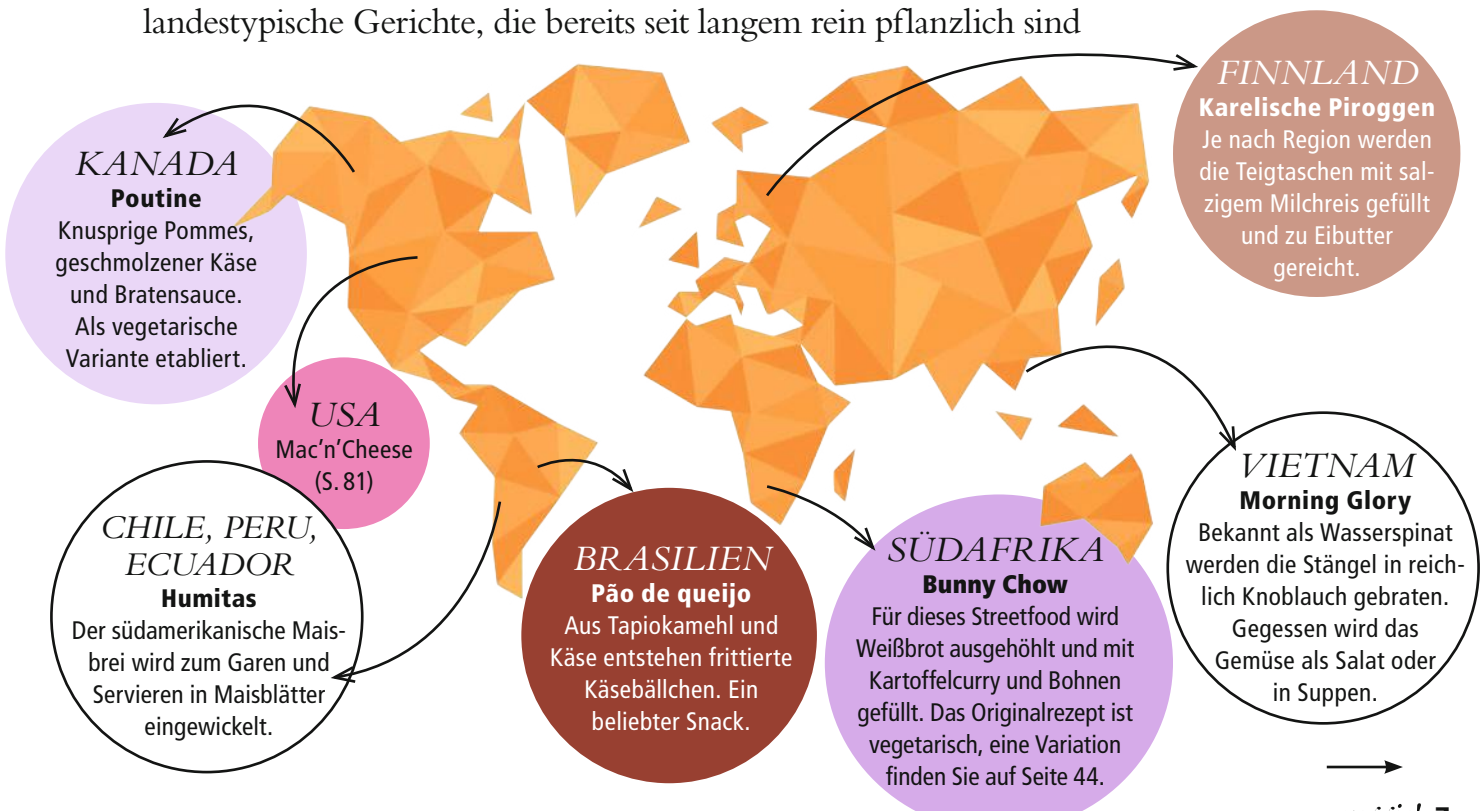 landestypische Gerichte, die bereits seit langem rein pflanzlich sind
FINNLAND
Karelische Piroggen
Je nach Region werden
die Teigtaschen mit sal-
zigem Milchreis gefüllt
und zu Eibutter
gereicht.
KANADA
Poutine
Knusprige Pommes,
geschmolzener Käse
und Bratensauce.
Als vegetarische
Variante etabliert.
USA
Mac'n'Cheese
(S. 81)
CHILE, PERU,
ECUADOR
Humitas
Der südamerikanische Mais-
brei wird zum Garen und
Servieren in Maisblätter
eingewickelt.
BRASILIEN
Pão de queijo
Aus Tapiokamehl und
Käse entstehen frittierte
Käsebällchen. Ein
beliebter Snack.
SÜDAFRIKA
Bunny Chow
Für dieses Streetfood wird
Weißbrot ausgehöhlt und mit
Kartoffelcurry und Bohnen
gefüllt. Das Originalrezept ist
vegetarisch, eine Variation
finden Sie auf Seite 44.
VIETNAM
Morning Glory
Bekannt als Wasserspinat
werden die Stängel in reich-
lich Knoblauch gebraten.
Gegessen wird das
Gemüse als Salat oder
in Suppen.